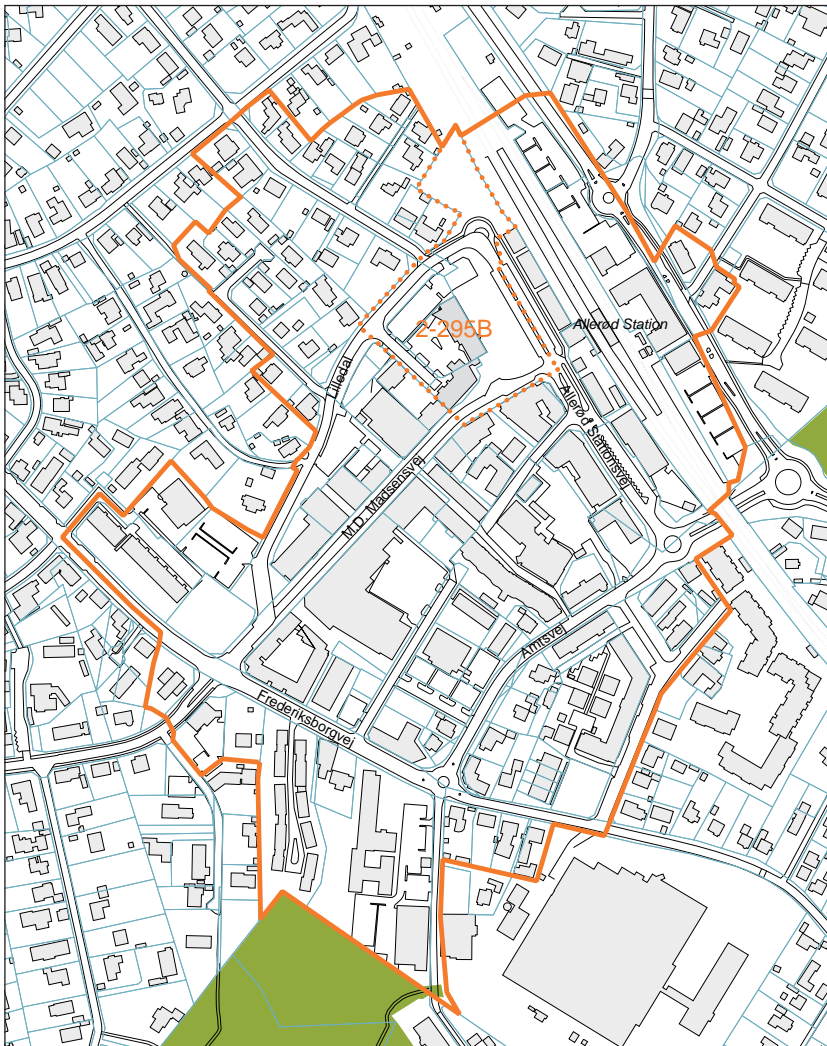 2-295B
Allerød Station
Lilledal
Allerød Stationsvej
M.D. Madsensvej
Amtsvej
Frederiksborgvej